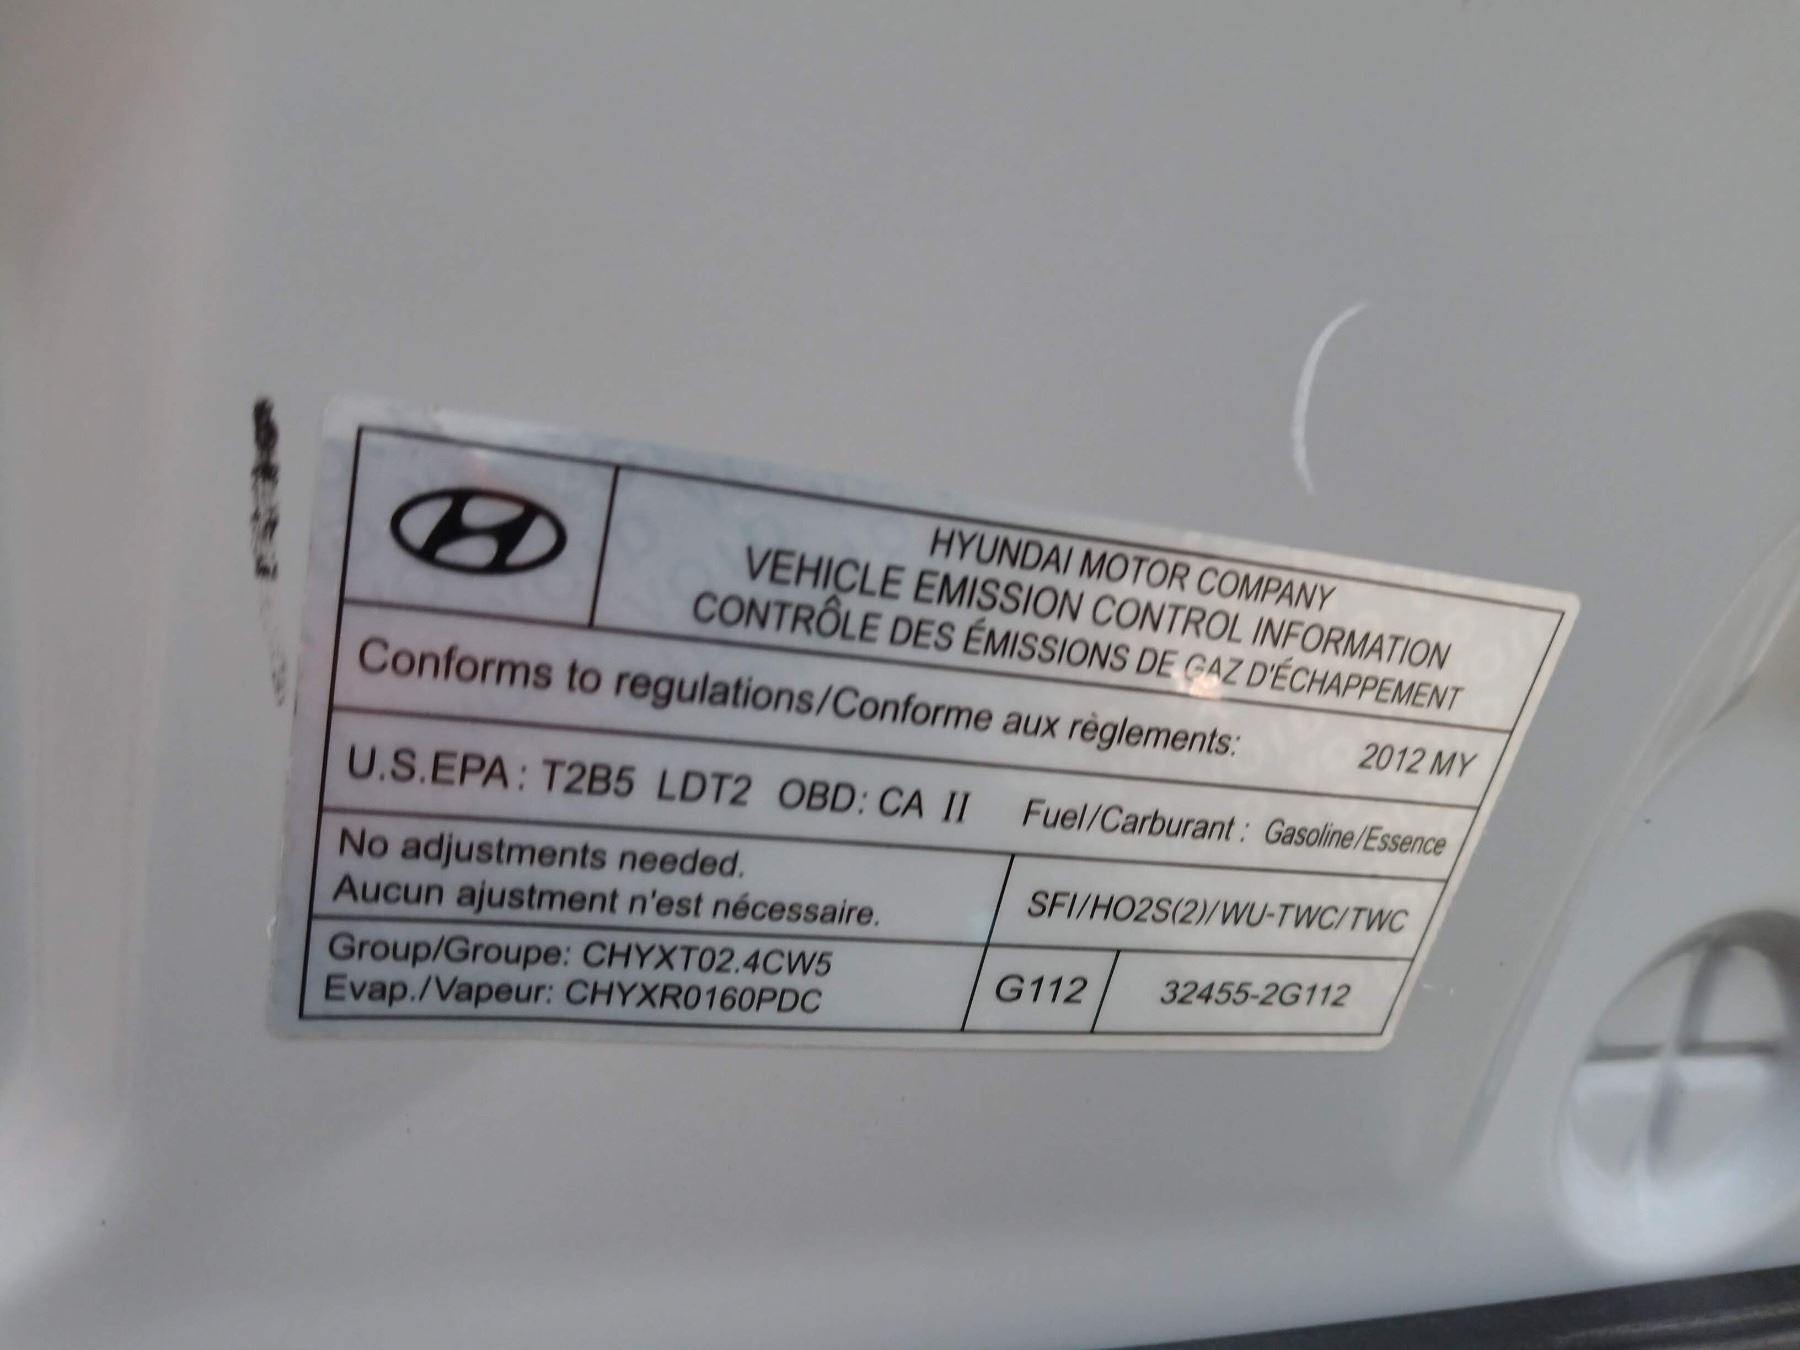 HYUNDAI MOTOR COMPANY
VEHICLE EMISSION CONTROL INFORMATION
CONTRÔLE DES ÉMISSIONS DE GAZ D'ÉCHAPPEMENT
Conforms to regulations/Conforme aux règlements: 2012 MY
U.S.EPA : T2B5 LDT2 OBD: CA II Fuel/Carburant : Gasoline/Essence
No adjustments needed.
Aucun ajustment n'est nécessaire.
SFI/HO2S(2)/WU-TWC/TWC
Group/Groupe: CHYXT02.4CW5
Evap./Vapeur: CHYXR0160PDC
G112 32455-2G112